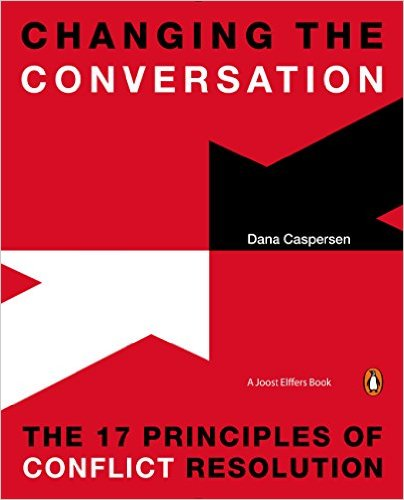 CHANGING THE
CONVERSATION
Dana Caspersen
A Joost Elffers Book
THE 17 PRINCIPLES OF
CONFLICT RESOLUTION